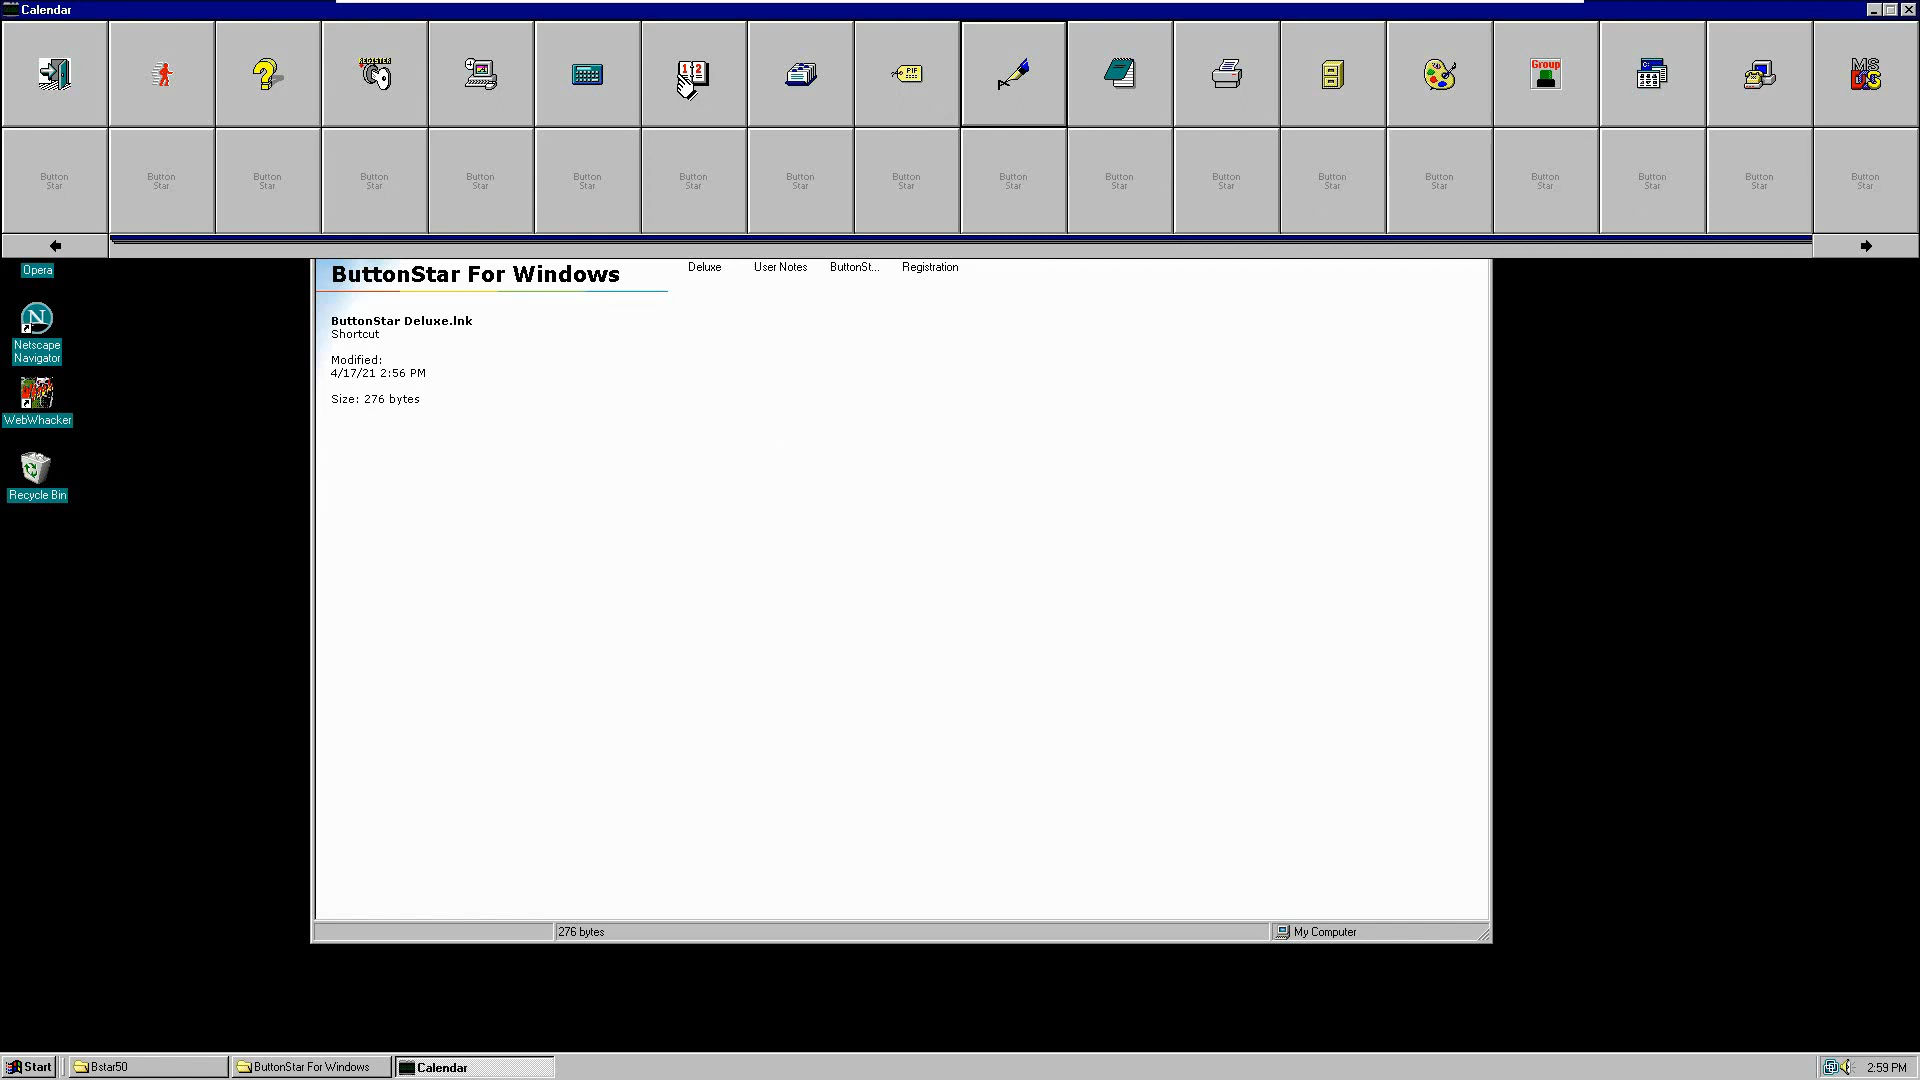 Calendar
REGISTER
1 2
PIF
Group
MS
DOS
Button Button Button Button Button Button Button Button Button Button Button Button Button Button Button Button Button Button
Star Star Star Star Star Star Star Star Star Star Star Star Star Star Star Star Star Star
Opera
ButtonStar For Windows
Deluxe User Notes ButtonSt... Registration
ButtonStar Deluxe.lnk
Shortcut
Modified:
4/17/21 2:56 PM
Size: 276 bytes
Netscape
Navigator
WebWhacker
Recycle Bin
276 bytes
My Computer
Start Bstar50 ButtonStar For Windows Calendar 2:59 PM